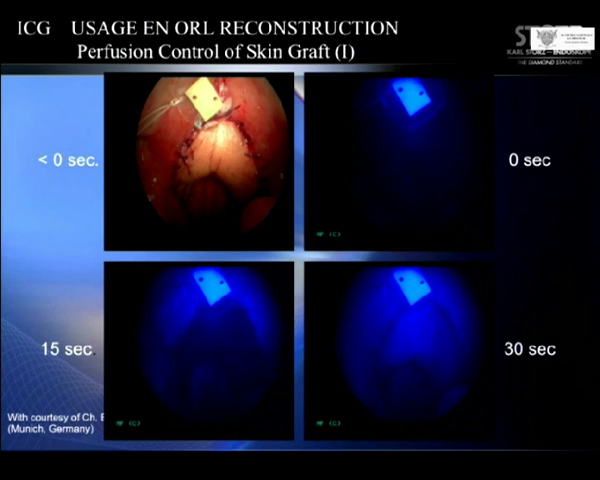 ICG USAGE EN ORL RECONSTRUCTION
Perfusion Control of Skin Graft (I)
KARL STORZ — ENDOSKOPE
THE DIAMOND STANDARD
< 0 sec.
0 sec
15 sec.
30 sec
With courtesy of Ch.
(Munich, Germany)